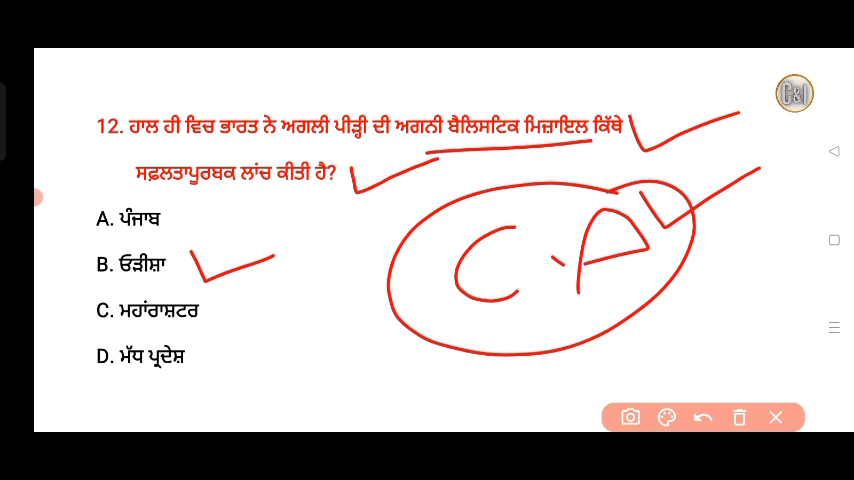 C&I
12. ਹਾਲ ਹੀ ਵਿਚ ਭਾਰਤ ਨੇ ਅਗਲੀ ਪੀੜ੍ਹੀ ਦੀ ਅਗਨੀ ਬੈਲਿਸਟਿਕ ਮਿਜ਼ਾਇਲ ਕਿੱਥੇ
ਸਫ਼ਲਤਾਪੂਰਬਕ ਲਾਂਚ ਕੀਤੀ ਹੈ?
A. ਪੰਜਾਬ
B. ਓੜੀਸ਼ਾ
C. ਮਹਾਂਰਾਸ਼ਟਰ
D. ਮੱਧ ਪ੍ਰਦੇਸ਼
C.A